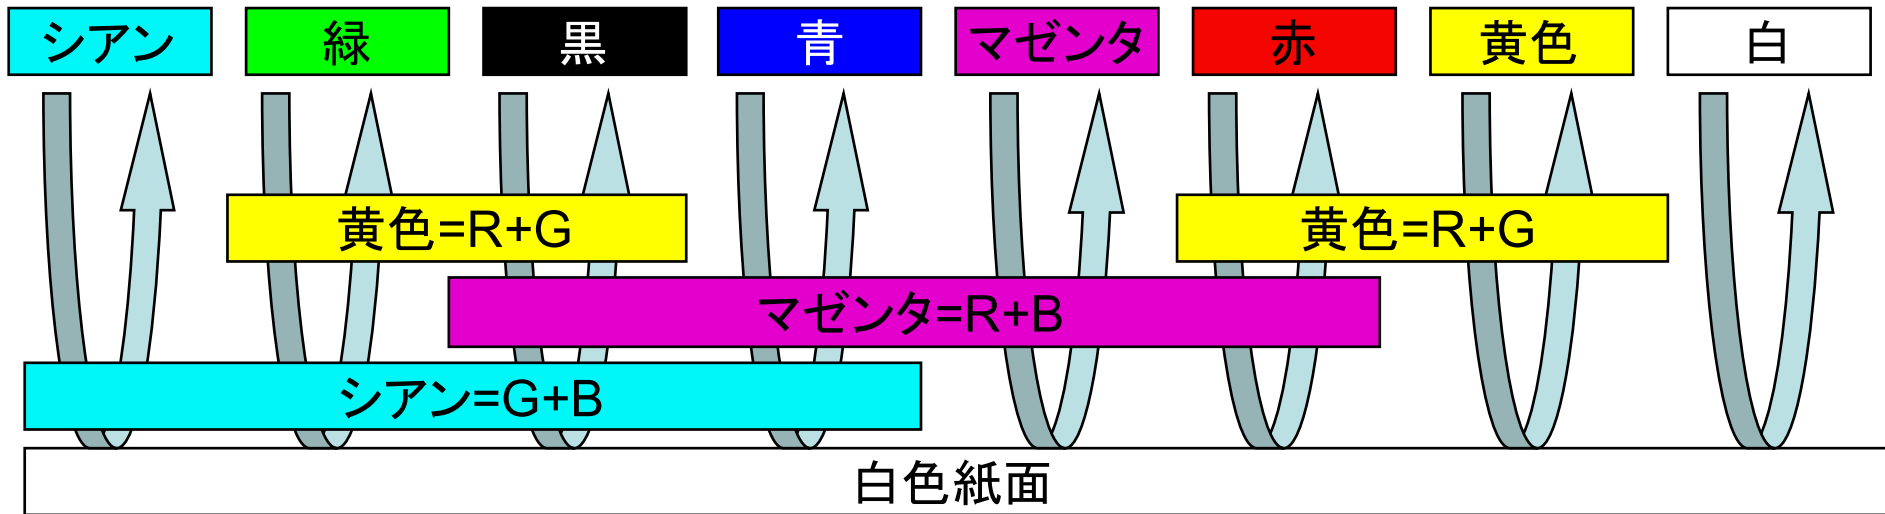 シアン 緑 黒 青 マゼンタ 赤 黄色 白
黄色=R+G 黄色=R+G
マゼンタ=R+B
シアン=G+B
白色紙面